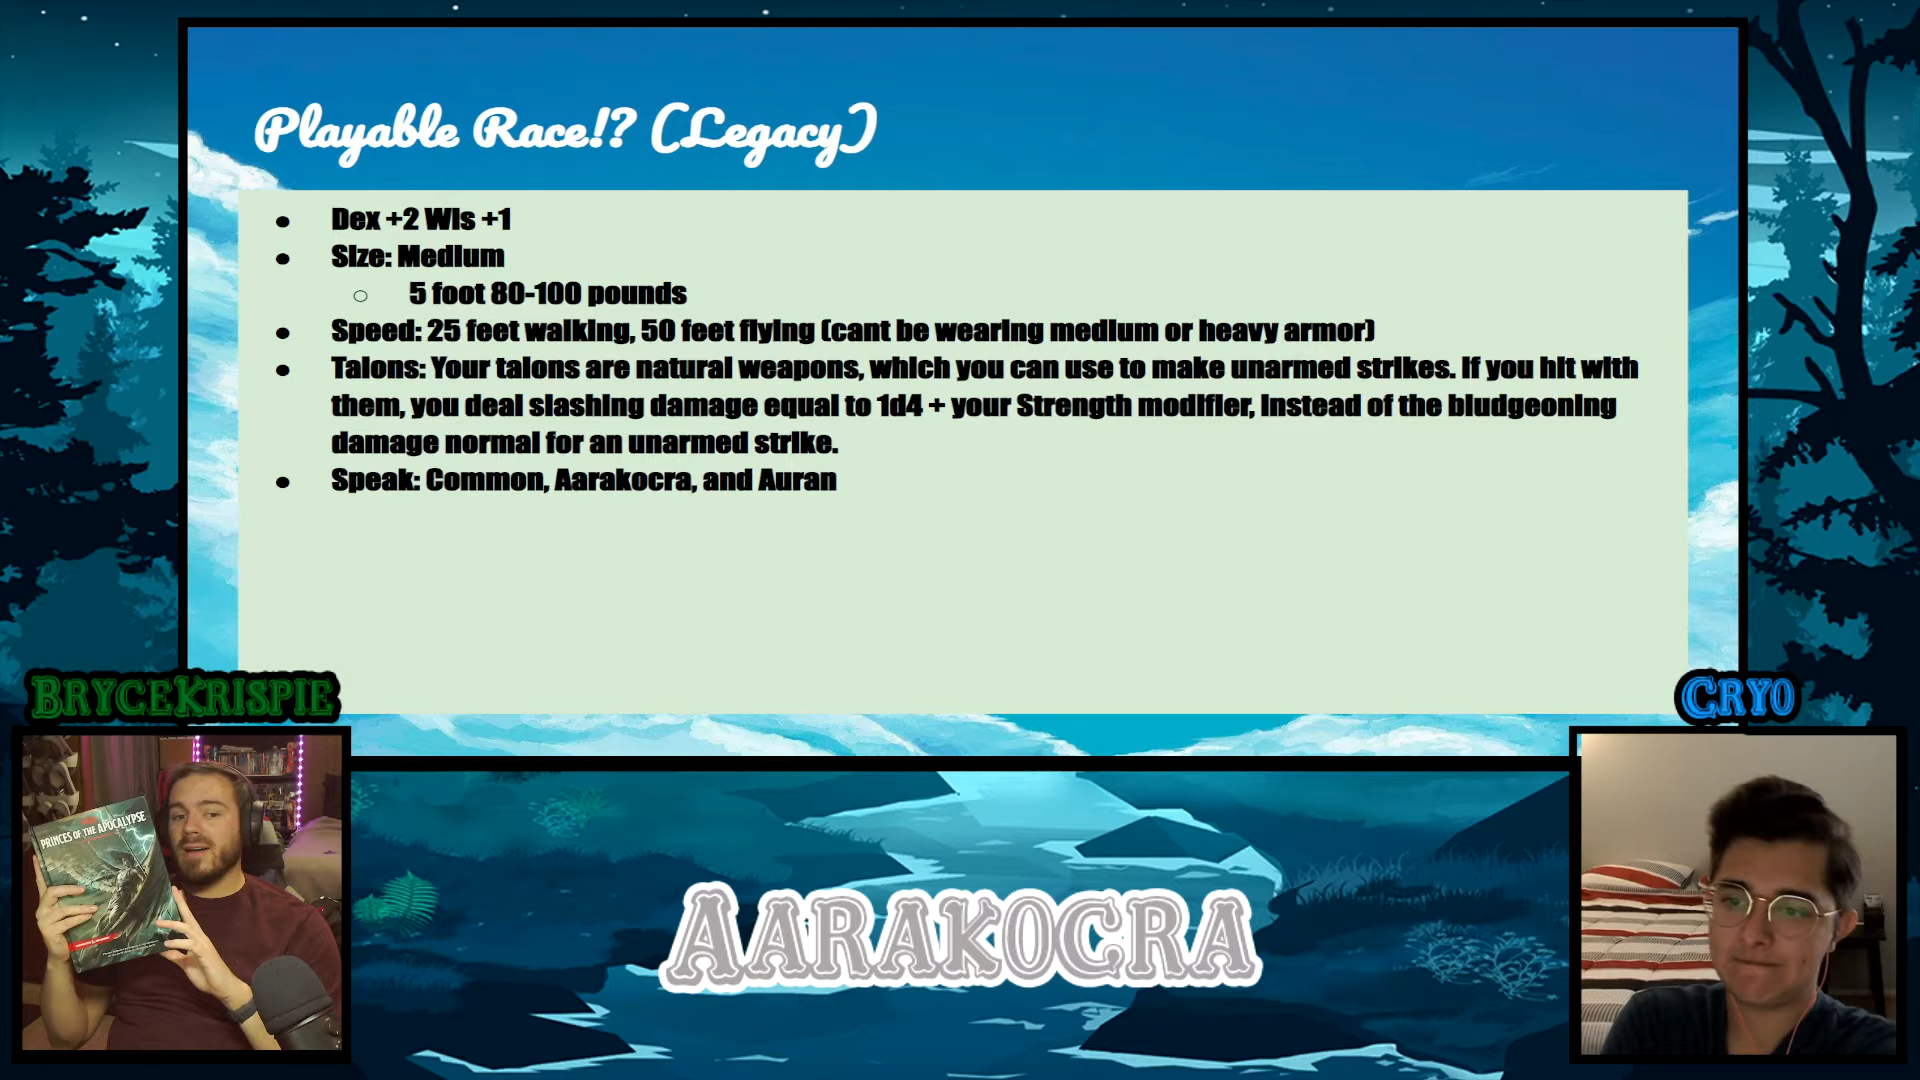 Playable Race!? (Legacy)
Dex +2 Wis +1
Size: Medium
5 foot 80-100 pounds
Speed: 25 feet walking, 50 feet flying (cant be wearing medium or heavy armor)
Talons: Your talons are natural weapons, which you can use to make unarmed strikes. If you hit with
them, you deal slashing damage equal to 1d4 + your Strength modifier, instead of the bludgeoning
damage normal for an unarmed strike.
Speak: Common, Aarakocra, and Auran
BryceKrispie
Cryo
PRINCES OF THE APOCALYPSE
Aarakocra